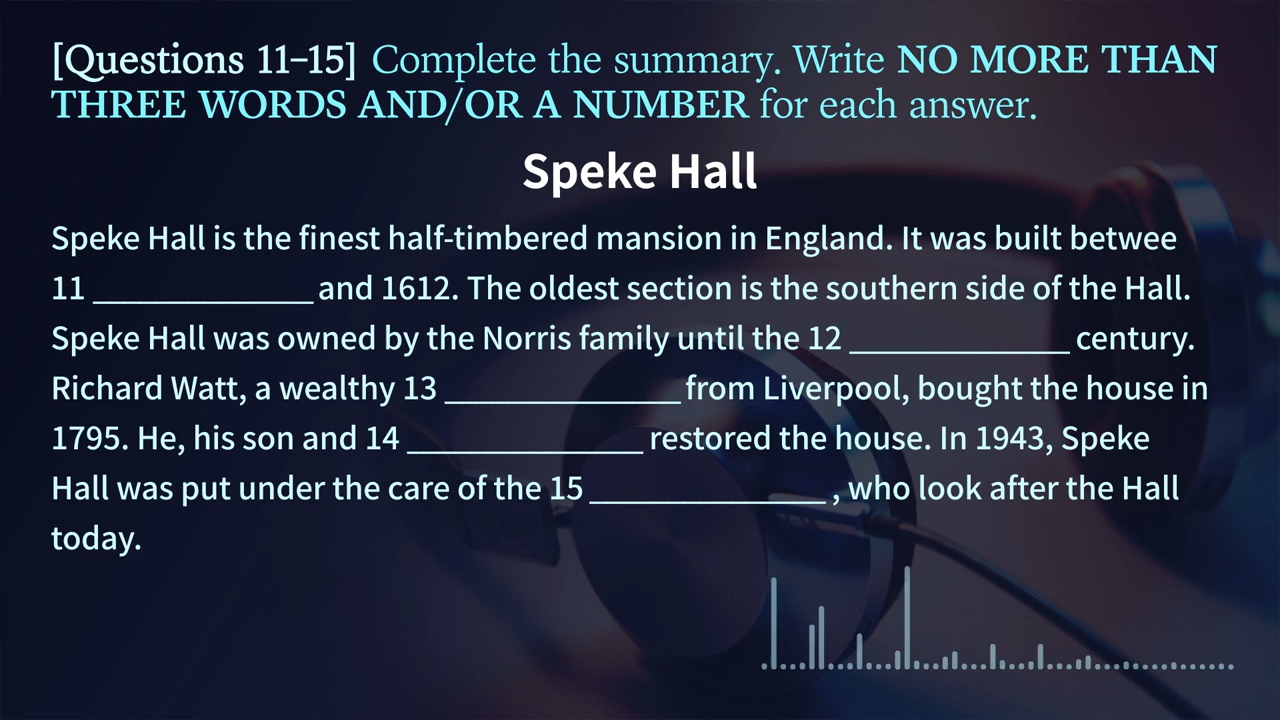 [Questions 11–15] Complete the summary. Write NO MORE THAN
THREE WORDS AND/OR A NUMBER for each answer.
Speke Hall
Speke Hall is the finest half-timbered mansion in England. It was built betwee
11 ______________ and 1612. The oldest section is the southern side of the Hall.
Speke Hall was owned by the Norris family until the 12 ______________ century.
Richard Watt, a wealthy 13 _______________ from Liverpool, bought the house in
1795. He, his son and 14 _______________ restored the house. In 1943, Speke
Hall was put under the care of the 15 _______________ , who look after the Hall
today.